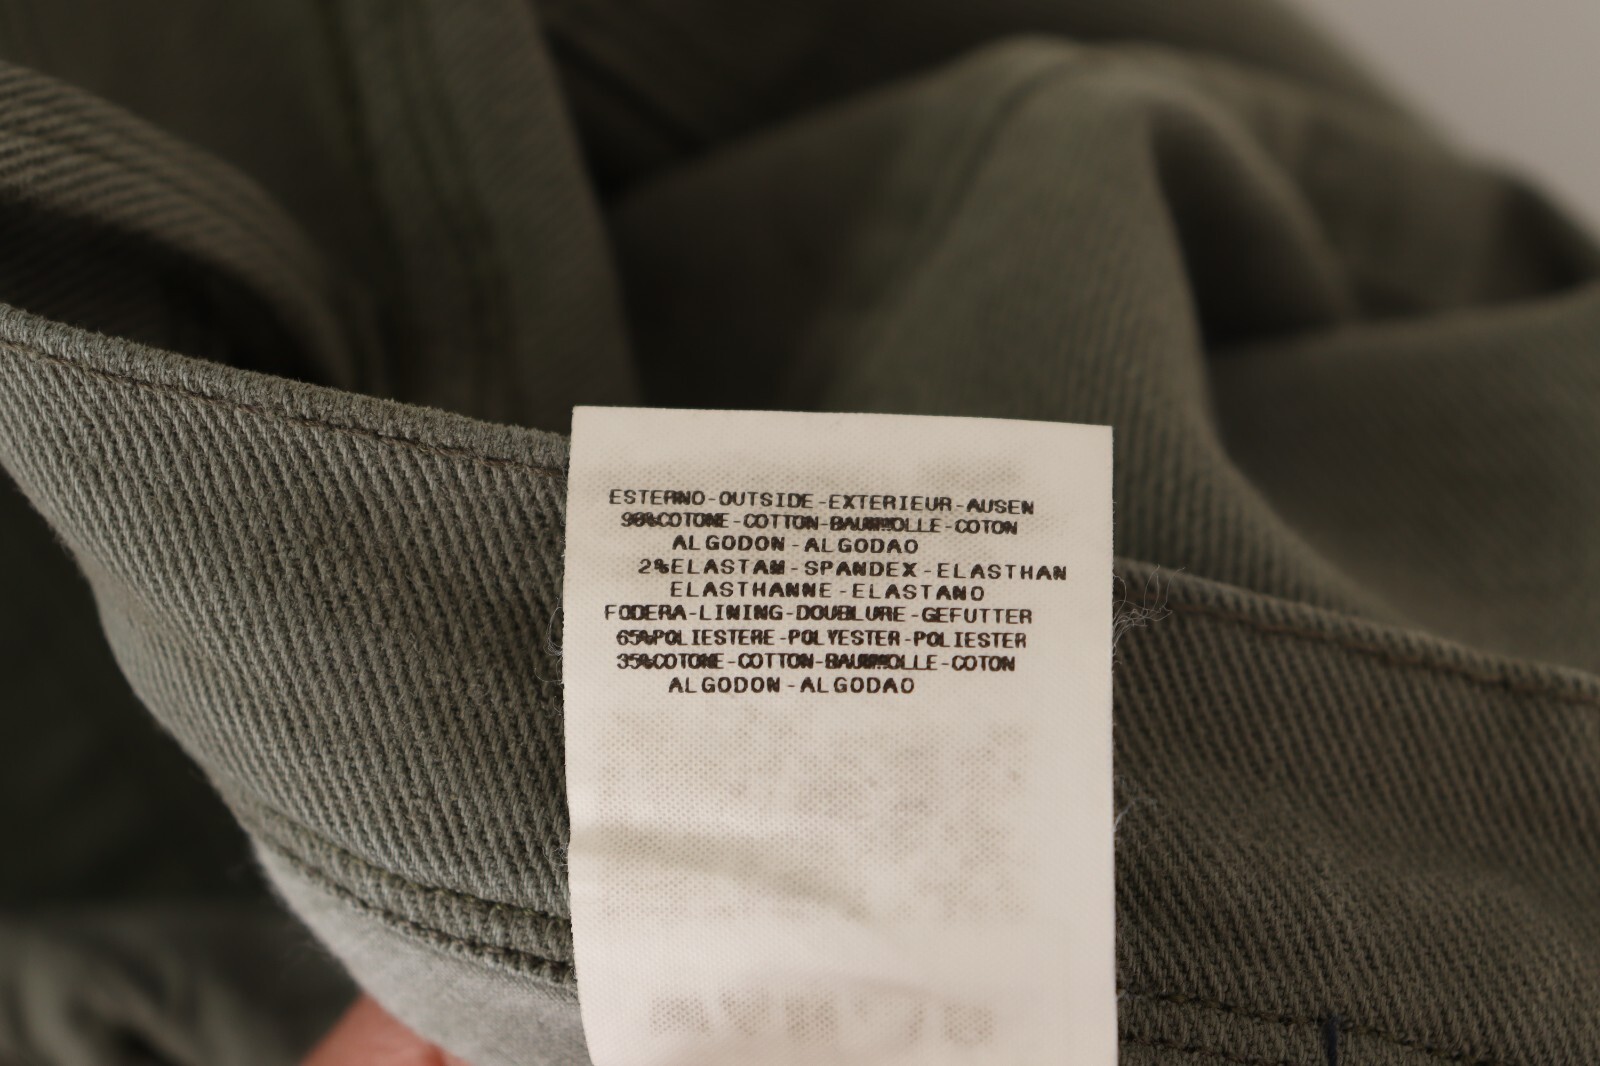 ESTERNO-OUTSIDE-EXTERIEUR-AUSEN
98%COTONE-COTTON-BAUMWOLLE-COTON
ALGODON-ALGODAO
2%ELASTAM-SPANDEX-ELASTHAN
ELASTHANNE-ELASTANO
FODERA-LINING-DOUBLURE-GEFUTTER
65%POLIESTERE-POLYESTER-POLIESTER
35%COTONE-COTTON-BAUMWOLLE-COTON
ALGODON-ALGODAO